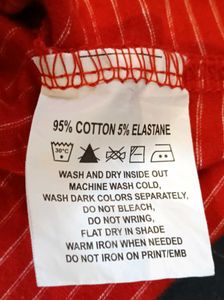 95% COTTON 5% ELASTANE
30°C
WASH AND DRY INSIDE OUT
MACHINE WASH COLD,
WASH DARK COLORS SEPARATELY,
DO NOT BLEACH,
DO NOT WRING,
FLAT DRY IN SHADE
WARM IRON WHEN NEEDED
DO NOT IRON ON PRINT/EMB